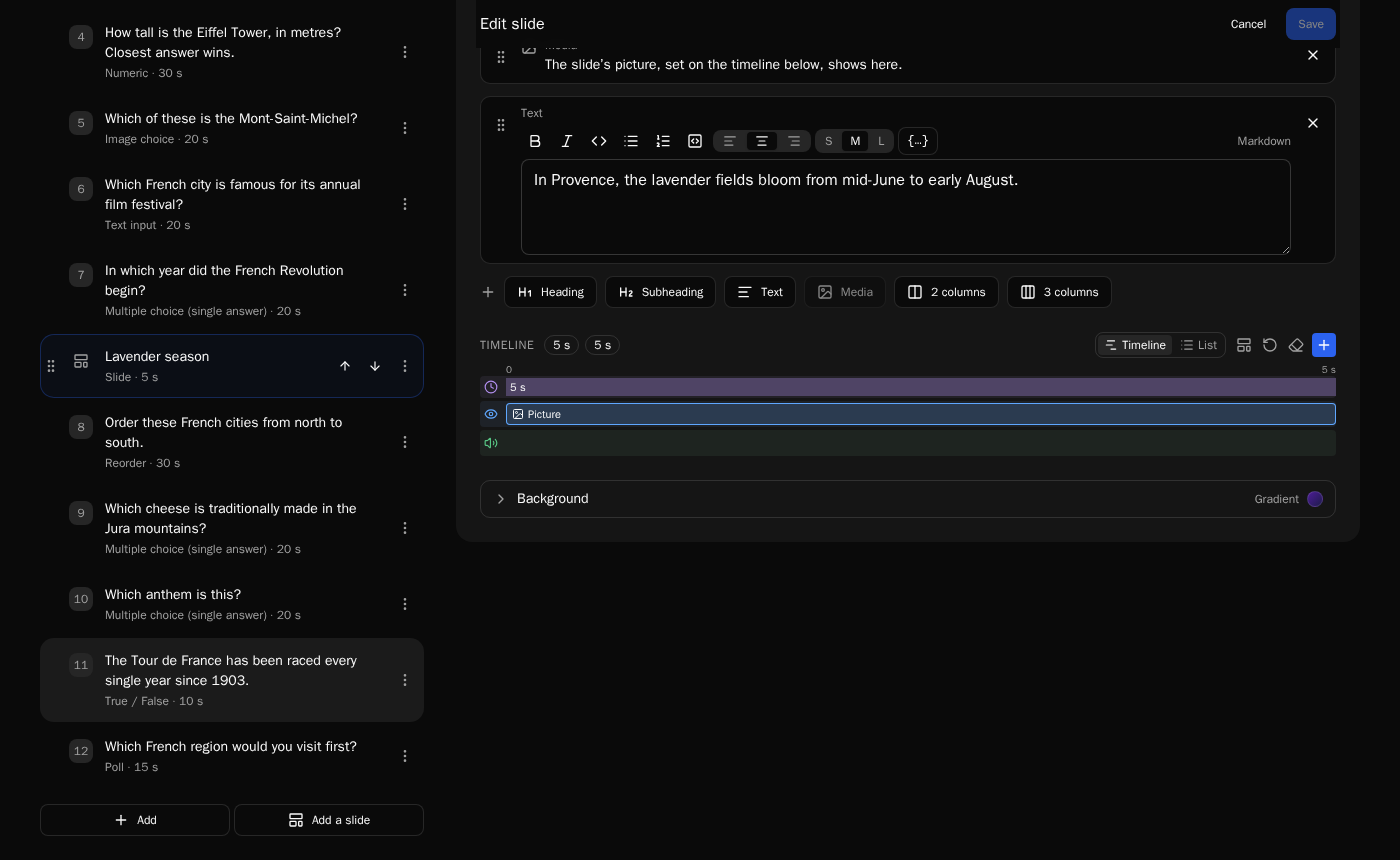 4
How tall is the Eiffel Tower, in metres?
Closest answer wins.
Numeric · 30 s
5
Which of these is the Mont-Saint-Michel?
Image choice · 20 s
6
Which French city is famous for its annual
film festival?
Text input · 20 s
7
In which year did the French Revolution
begin?
Multiple choice (single answer) · 20 s
Lavender season
Slide · 5 s
8
Order these French cities from north to
south.
Reorder · 30 s
9
Which cheese is traditionally made in the
Jura mountains?
Multiple choice (single answer) · 20 s
10
Which anthem is this?
Multiple choice (single answer) · 20 s
11
The Tour de France has been raced every
single year since 1903.
True / False · 10 s
12
Which French region would you visit first?
Poll · 15 s
Add
Add a slide
Edit slide
Cancel
Save
The slide’s picture, set on the timeline below, shows here.
Text
S M L
{…}
Markdown
In Provence, the lavender fields bloom from mid-June to early August.
H1 Heading
H2 Subheading
Text
Media
2 columns
3 columns
TIMELINE 5 s 5 s
Timeline
List
0
5 s
5 s
Picture
Background
Gradient